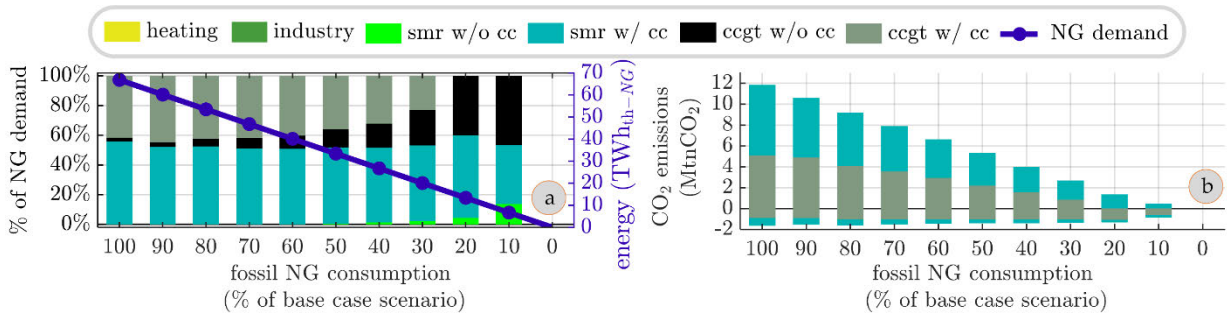 heating industry smr w/o cc smr w/ cc ccgt w/o cc ccgt w/ cc NG demand
% of NG demand
100%
80%
60%
40%
20%
0%
70
60
50
40
30
20
10
0
energy (TWhth−NG)
a
100 90 80 70 60 50 40 30 20 10 0
fossil NG consumption
(% of base case scenario)
CO2 emissions
(MtnCO2)
12
10
8
6
4
2
0
-2
b
100 90 80 70 60 50 40 30 20 10 0
fossil NG consumption
(% of base case scenario)